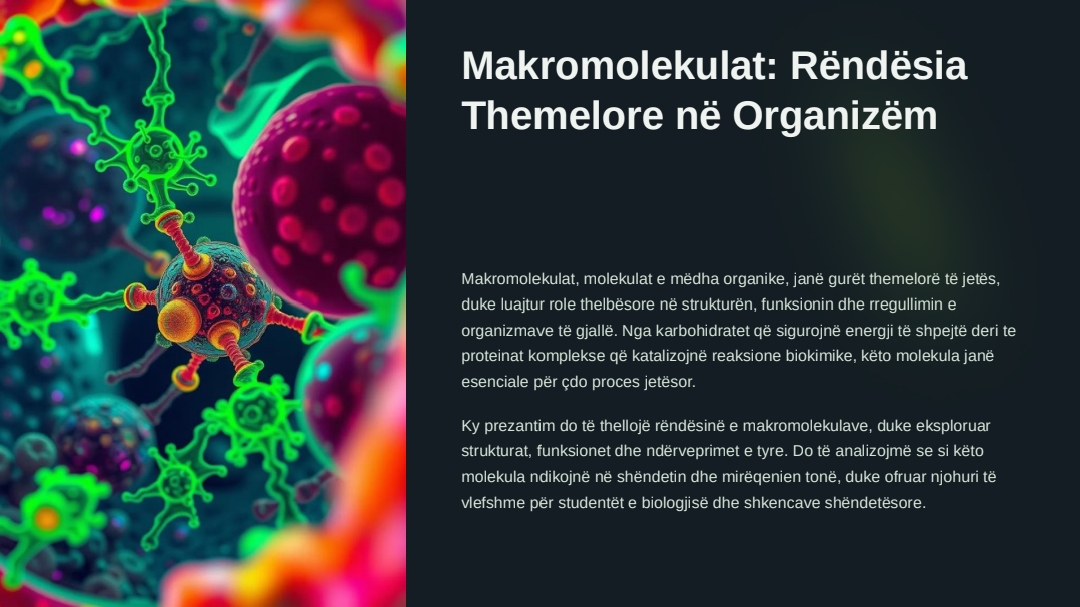 Makromolekulat: Rëndësia
Themelore në Organizëm
Makromolekulat, molekulat e mëdha organike, janë gurët themelorë të jetës,
duke luajtur role thelbësore në strukturën, funksionin dhe rregullimin e
organizmave të gjallë. Nga karbohidratet që sigurojnë energji të shpejtë deri te
proteinat komplekse që katalizojnë reaksione biokimike, këto molekula janë
esenciale për çdo proces jetësor.
Ky prezantim do të thellojë rëndësinë e makromolekulave, duke eksploruar
strukturat, funksionet dhe ndërveprimet e tyre. Do të analizojmë se si këto
molekula ndikojnë në shëndetin dhe mirëqenien tonë, duke ofruar njohuri të
vlefshme për studentët e biologjisë dhe shkencave shëndetësore.